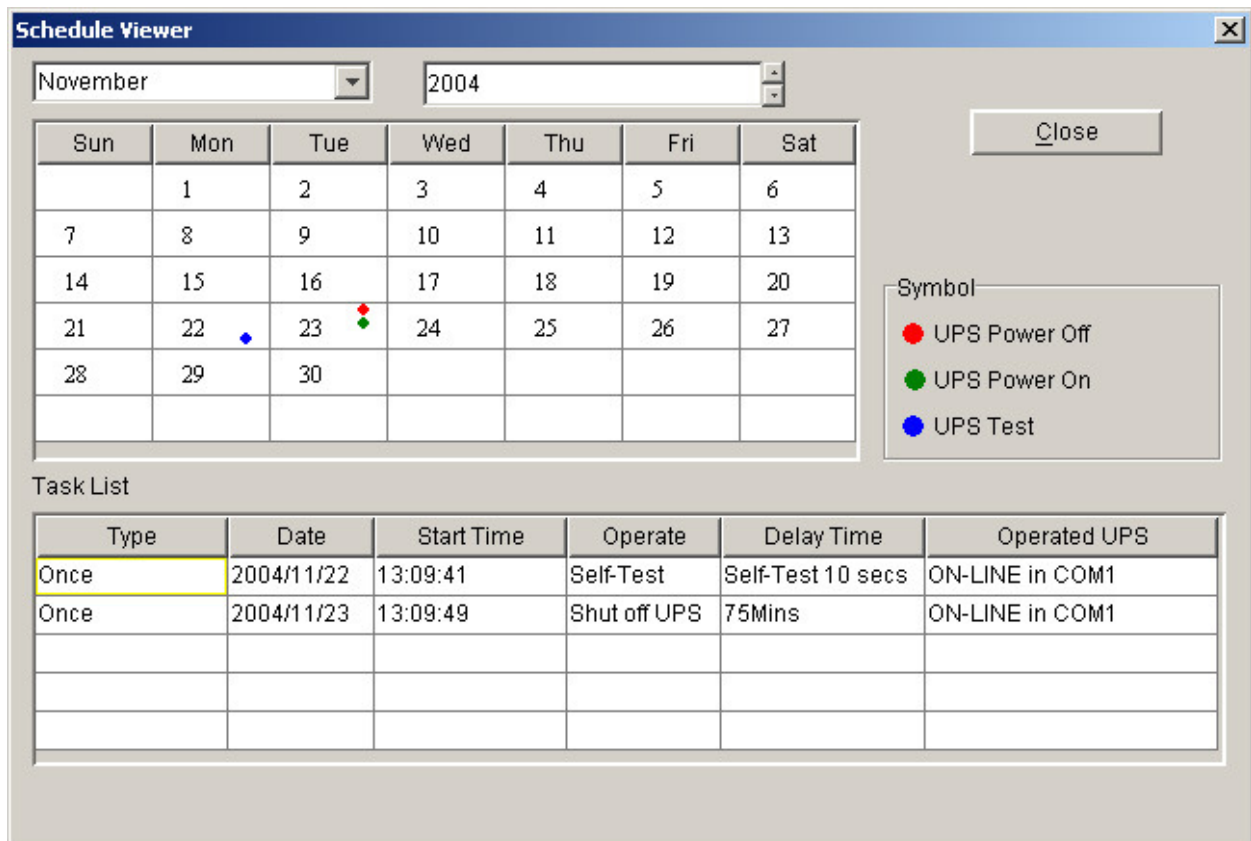 Schedule Viewer
November 2004
Close
Sun Mon Tue Wed Thu Fri Sat
1 2 3 4 5 6
7 8 9 10 11 12 13
14 15 16 17 18 19 20
21 22 23 24 25 26 27
28 29 30
Symbol
UPS Power Off
UPS Power On
UPS Test
Task List
Type Date Start Time Operate Delay Time Operated UPS
Once 2004/11/22 13:09:41 Self-Test Self-Test 10 secs ON-LINE in COM1
Once 2004/11/23 13:09:49 Shut off UPS 75Mins ON-LINE in COM1